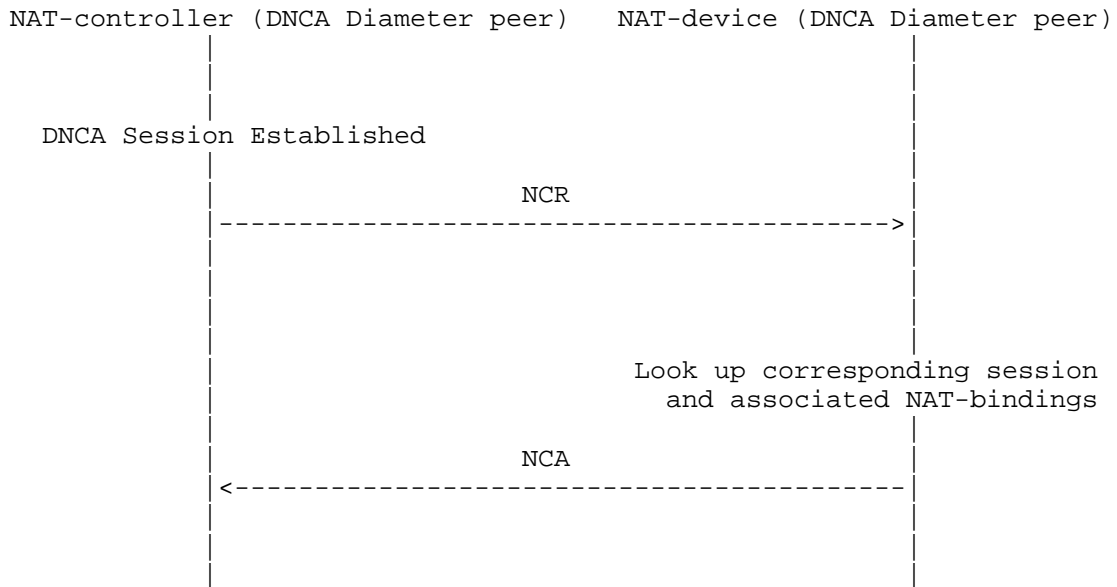 NAT-controller (DNCA Diameter peer)   NAT-device (DNCA Diameter peer)
DNCA Session Established
NCR
Look up corresponding session
and associated NAT-bindings
NCA